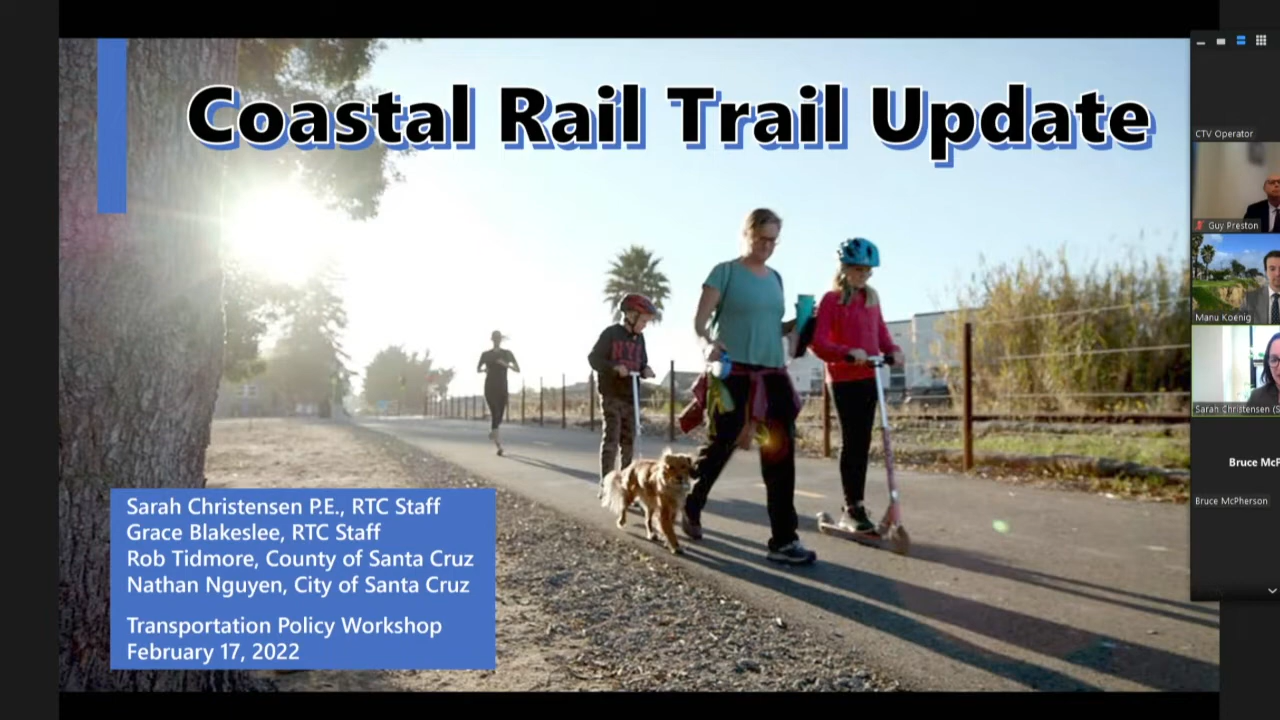 Coastal Rail Trail Update
Sarah Christensen P.E., RTC Staff
Grace Blakeslee, RTC Staff
Rob Tidmore, County of Santa Cruz
Nathan Nguyen, City of Santa Cruz
Transportation Policy Workshop
February 17, 2022
CTV Operator
Guy Preston
Manu Koenig
Sarah Christensen (S
Bruce McP
Bruce McPherson